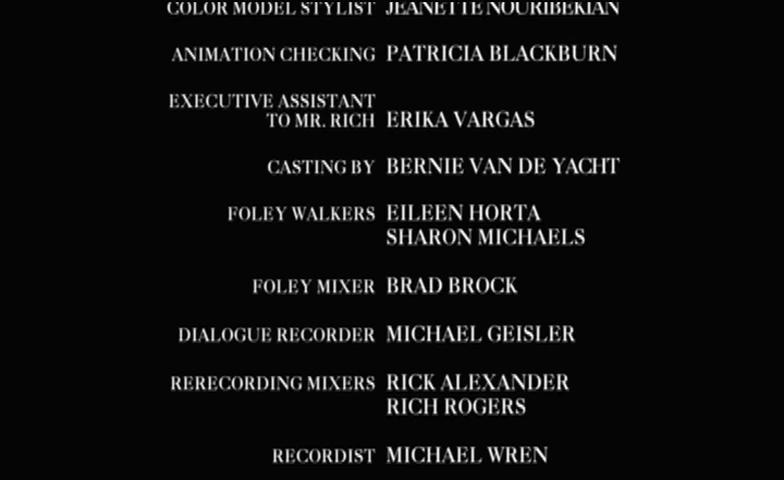 COLOR MODEL STYLIST JEANETTE NOURIBEKIAN
ANIMATION CHECKING PATRICIA BLACKBURN
EXECUTIVE ASSISTANT
TO MR. RICH ERIKA VARGAS
CASTING BY BERNIE VAN DE YACHT
FOLEY WALKERS EILEEN HORTA
SHARON MICHAELS
FOLEY MIXER BRAD BROCK
DIALOGUE RECORDER MICHAEL GEISLER
RERECORDING MIXERS RICK ALEXANDER
RICH ROGERS
RECORDIST MICHAEL WREN